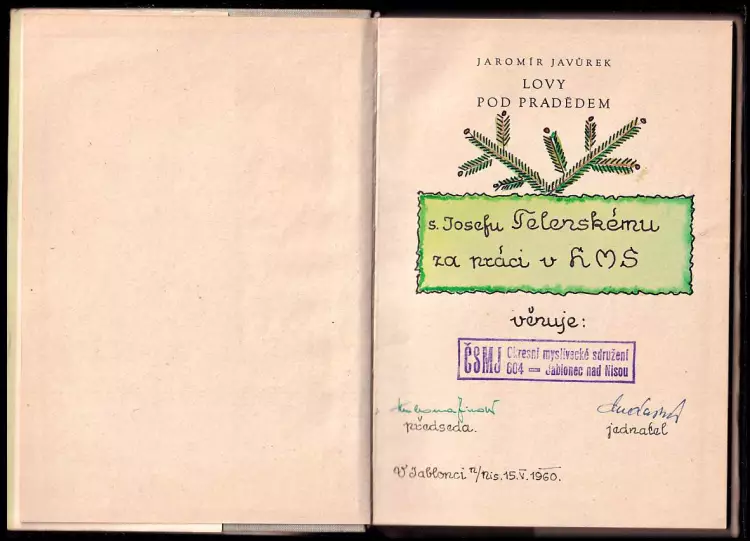 JAROMÍR JAVŮREK
LOVY
POD PRADĚDEM
s. Josefu Telenskému
za práci v LMS
věnuje:
ČSMJ Okresní myslivecké sdružení
604 — Jablonec nad Nisou
předseda. jednatel
V Jablonci n/Nis. 15.V. 1960.